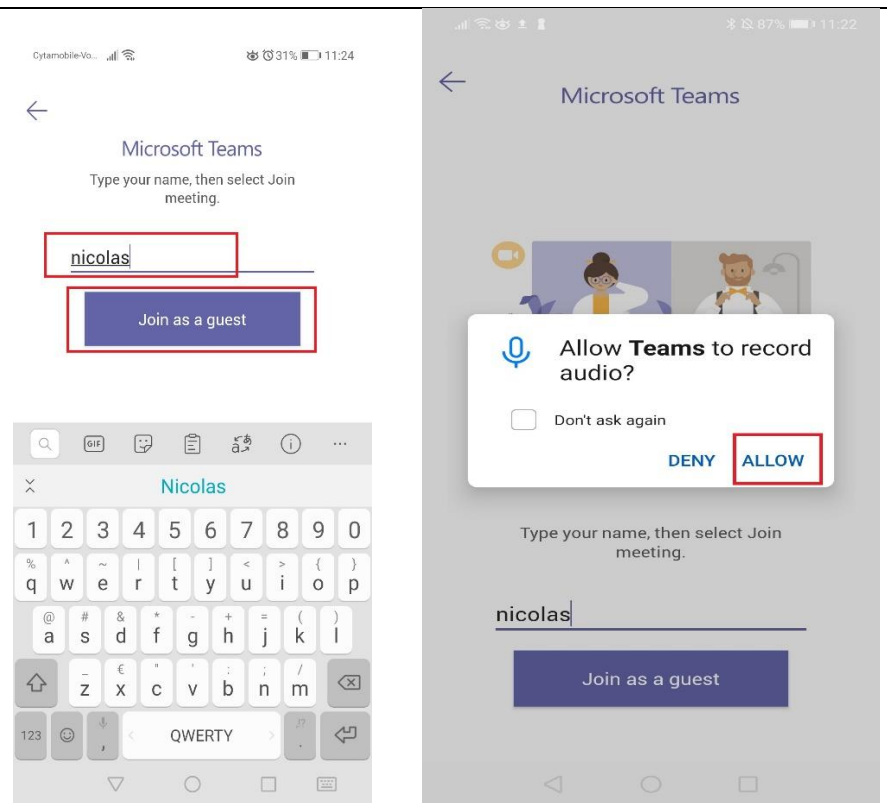 Cytamobile-Vo... 31% 11:24
Microsoft Teams
Type your name, then select Join
meeting.
nicolas
Join as a guest
GIF
Nicolas
1 2 3 4 5 6 7 8 9 0
% ^ ~ | [ ] < > { }
q w e r t y u i o p
@ # & * - + = ( )
a s d f g h j k l
_ € " ' : ; /
z x c v b n m
123 , QWERTY .
,!?
87% 11:22
Microsoft Teams
Allow Teams to record
audio?
Don't ask again
DENY ALLOW
Type your name, then select Join
meeting.
nicolas
Join as a guest